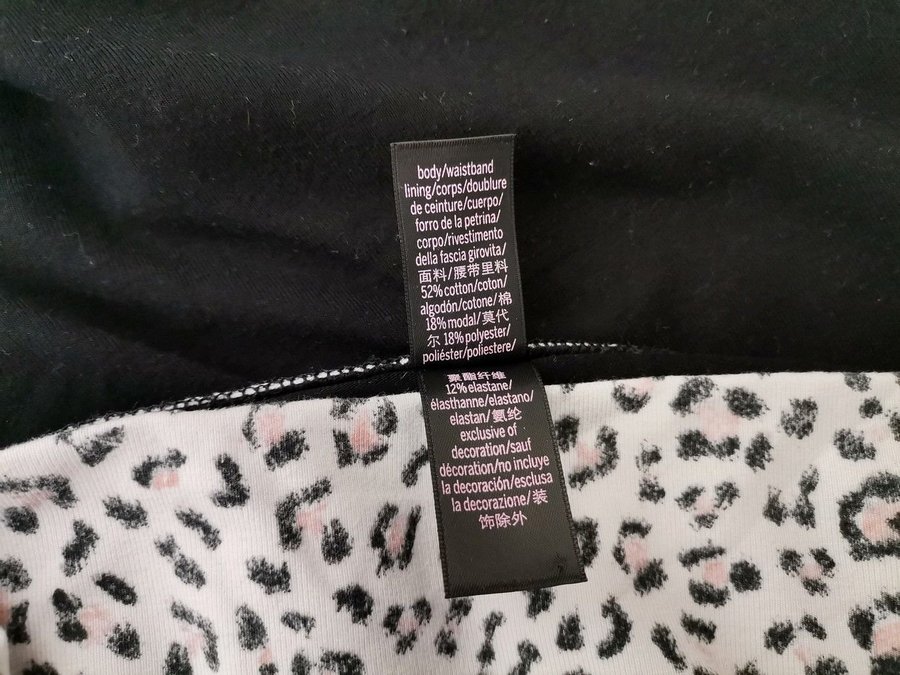 body/waistband
lining/corps/doublure
de ceinture/cuerpo/
forro de la petrina/
corpo/rivestimento
della fascia girovita/
面料/腰带里料
52% cotton/coton/
algodón/cotone/棉
18% modal/莫代
尔 18% polyester/
poliéster/poliestere/
聚酯纤维
12% elastane/
élasthanne/elastano/
elastan/氨纶
exclusive of
decoration/sauf
décoration/no incluye
la decoración/esclusa
la decorazione/装
饰除外